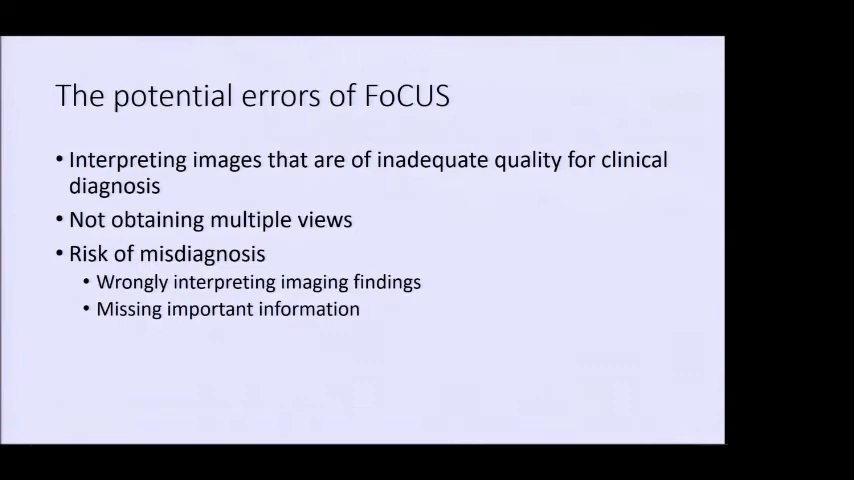 The potential errors of FoCUS
• Interpreting images that are of inadequate quality for clinical
diagnosis
• Not obtaining multiple views
• Risk of misdiagnosis
• Wrongly interpreting imaging findings
• Missing important information